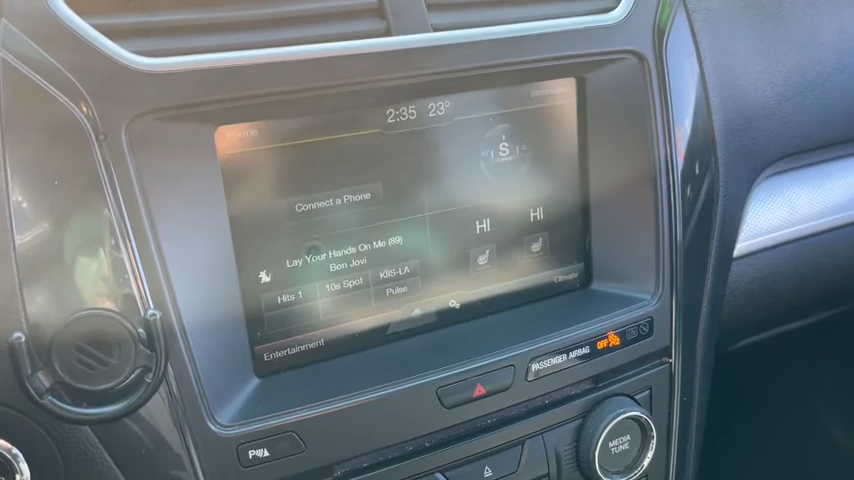 2:35 23°
Phone
S
Connect a Phone
HI HI
Lay Your Hands On Me (89)
Bon Jovi
Hits 1 10s Spot KIIS-LA
Pulse
Climate
Entertainment
PASSENGER AIRBAG OFF
P
MEDIA
TUNE